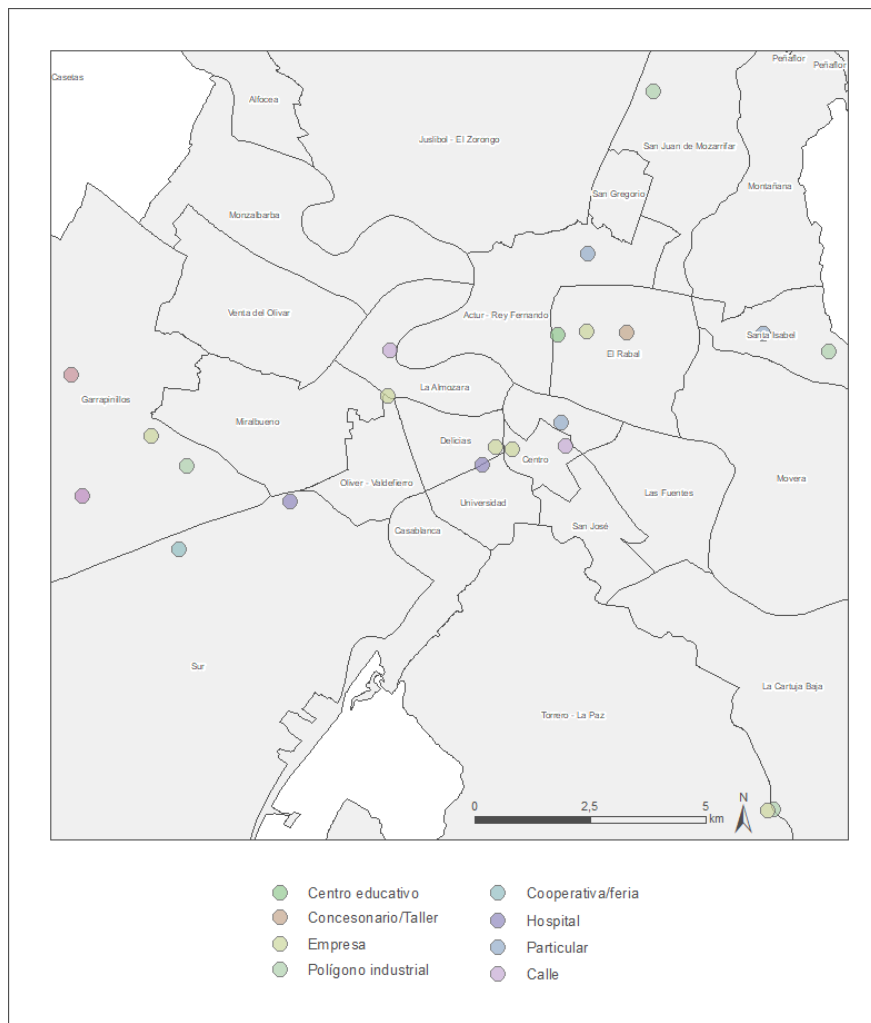 Peñaflor
Peñaflor
Casetas
Alfocea
Juslibol - El Zorongo
San Juan de Mozarrifar
Montañana
San Gregorio
Monzalbarba
Venta del Olivar
Actur - Rey Fernando
Santa Isabel
El Rabal
La Almozara
Garrapinillos
Miralbueno
Delicias
Centro
Oliver - Valdefierro
Universidad
Las Fuentes
Movera
Casablanca
San José
Sur
La Cartuja Baja
Torrero - La Paz
0
2,5
5
km
N
Centro educativo
Concesonario/Taller
Empresa
Polígono industrial
Cooperativa/feria
Hospital
Particular
Calle